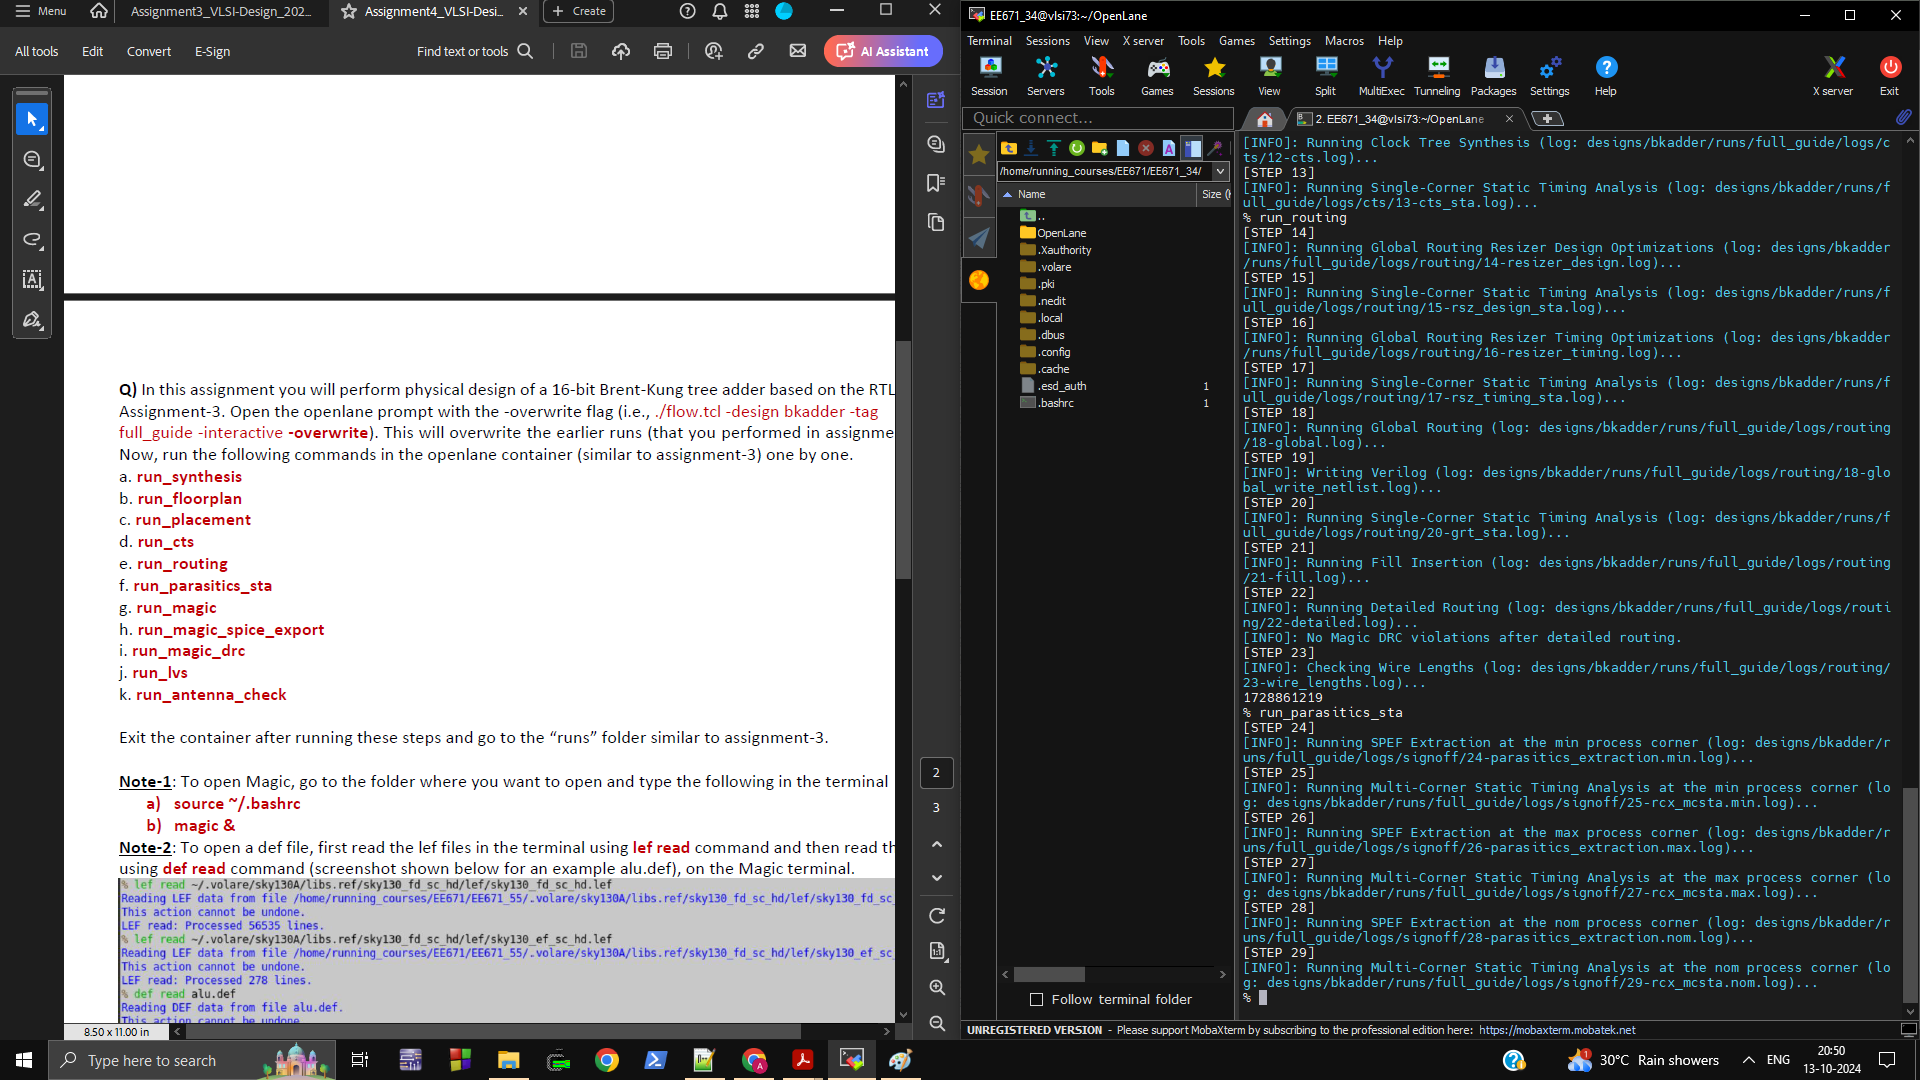 Menu
Assignment3_VLSI-Design_202...
Assignment4_VLSI-Desi...
Create
All tools
Edit
Convert
E-Sign
Find text or tools
AI Assistant
Q) In this assignment you will perform physical design of a 16-bit Brent-Kung tree adder based on the RTL
Assignment-3. Open the openlane prompt with the -overwrite flag (i.e., ./flow.tcl -design bkadder -tag
full_guide -interactive -overwrite). This will overwrite the earlier runs (that you performed in assignme
Now, run the following commands in the openlane container (similar to assignment-3) one by one.
a. run_synthesis
b. run_floorplan
c. run_placement
d. run_cts
e. run_routing
f. run_parasitics_sta
g. run_magic
h. run_magic_spice_export
i. run_magic_drc
j. run_lvs
k. run_antenna_check
Exit the container after running these steps and go to the “runs” folder similar to assignment-3.
Note-1: To open Magic, go to the folder where you want to open and type the following in the terminal
a) source ~/.bashrc
b) magic &
Note-2: To open a def file, first read the lef files in the terminal using lef read command and then read th
using def read command (screenshot shown below for an example alu.def), on the Magic terminal.
% lef read ~/.volare/sky130A/libs.ref/sky130_fd_sc_hd/lef/sky130_fd_sc_hd.lef
Reading LEF data from file /home/running_courses/EE671/EE671_55/.volare/sky130A/libs.ref/sky130_fd_sc_hd/lef/sky130_fd_sc_
This action cannot be undone.
LEF read: Processed 56535 lines.
% lef read ~/.volare/sky130A/libs.ref/sky130_fd_sc_hd/lef/sky130_ef_sc_hd.lef
Reading LEF data from file /home/running_courses/EE671/EE671_55/.volare/sky130A/libs.ref/sky130_fd_sc_hd/lef/sky130_ef_sc_
This action cannot be undone.
LEF read: Processed 278 lines.
% def read alu.def
Reading DEF data from file alu.def.
This action cannot be undone
8.50 x 11.00 in
2
3
EE671_34@vlsi73:~/OpenLane
Terminal Sessions View X server Tools Games Settings Macros Help
Session Servers Tools Games Sessions View Split MultiExec Tunneling Packages Settings Help X server Exit
Quick connect...
2. EE671_34@vlsi73:~/OpenLane
/home/running_courses/EE671/EE671_34/
Name Size (
..
OpenLane
.Xauthority
.volare
.pki
.nedit
.local
.dbus
.config
.cache
.esd_auth 1
.bashrc 1
Follow terminal folder
[INFO]: Running Clock Tree Synthesis (log: designs/bkadder/runs/full_guide/logs/c
ts/12-cts.log)...
[STEP 13]
[INFO]: Running Single-Corner Static Timing Analysis (log: designs/bkadder/runs/f
ull_guide/logs/cts/13-cts_sta.log)...
% run_routing
[STEP 14]
[INFO]: Running Global Routing Resizer Design Optimizations (log: designs/bkadder
/runs/full_guide/logs/routing/14-resizer_design.log)...
[STEP 15]
[INFO]: Running Single-Corner Static Timing Analysis (log: designs/bkadder/runs/f
ull_guide/logs/routing/15-rsz_design_sta.log)...
[STEP 16]
[INFO]: Running Global Routing Resizer Timing Optimizations (log: designs/bkadder
/runs/full_guide/logs/routing/16-resizer_timing.log)...
[STEP 17]
[INFO]: Running Single-Corner Static Timing Analysis (log: designs/bkadder/runs/f
ull_guide/logs/routing/17-rsz_timing_sta.log)...
[STEP 18]
[INFO]: Running Global Routing (log: designs/bkadder/runs/full_guide/logs/routing
/18-global.log)...
[STEP 19]
[INFO]: Writing Verilog (log: designs/bkadder/runs/full_guide/logs/routing/18-glo
bal_write_netlist.log)...
[STEP 20]
[INFO]: Running Single-Corner Static Timing Analysis (log: designs/bkadder/runs/f
ull_guide/logs/routing/20-grt_sta.log)...
[STEP 21]
[INFO]: Running Fill Insertion (log: designs/bkadder/runs/full_guide/logs/routing
/21-fill.log)...
[STEP 22]
[INFO]: Running Detailed Routing (log: designs/bkadder/runs/full_guide/logs/routi
ng/22-detailed.log)...
[INFO]: No Magic DRC violations after detailed routing.
[STEP 23]
[INFO]: Checking Wire Lengths (log: designs/bkadder/runs/full_guide/logs/routing/
23-wire_lengths.log)...
1728861219
% run_parasitics_sta
[STEP 24]
[INFO]: Running SPEF Extraction at the min process corner (log: designs/bkadder/r
uns/full_guide/logs/signoff/24-parasitics_extraction.min.log)...
[STEP 25]
[INFO]: Running Multi-Corner Static Timing Analysis at the min process corner (lo
g: designs/bkadder/runs/full_guide/logs/signoff/25-rcx_mcsta.min.log)...
[STEP 26]
[INFO]: Running SPEF Extraction at the max process corner (log: designs/bkadder/r
uns/full_guide/logs/signoff/26-parasitics_extraction.max.log)...
[STEP 27]
[INFO]: Running Multi-Corner Static Timing Analysis at the max process corner (lo
g: designs/bkadder/runs/full_guide/logs/signoff/27-rcx_mcsta.max.log)...
[STEP 28]
[INFO]: Running SPEF Extraction at the nom process corner (log: designs/bkadder/r
uns/full_guide/logs/signoff/28-parasitics_extraction.nom.log)...
[STEP 29]
[INFO]: Running Multi-Corner Static Timing Analysis at the nom process corner (lo
g: designs/bkadder/runs/full_guide/logs/signoff/29-rcx_mcsta.nom.log)...
%
UNREGISTERED VERSION - Please support MobaXterm by subscribing to the professional edition here: https://mobaxterm.mobatek.net
Type here to search
30°C Rain showers
ENG
20:50
13-10-2024